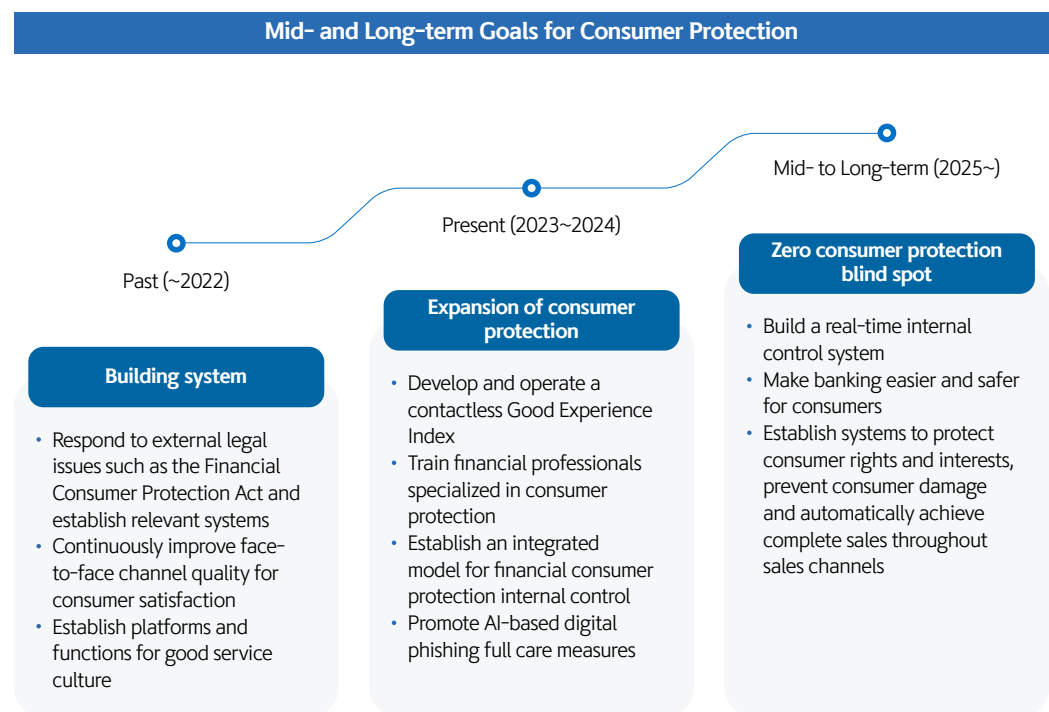 Mid- and Long-term Goals for Consumer Protection
Past (~2022)
Building system
• Respond to external legal
issues such as the Financial
Consumer Protection Act and
establish relevant systems
• Continuously improve face-
to-face channel quality for
consumer satisfaction
• Establish platforms and
functions for good service
culture
Present (2023~2024)
Expansion of consumer
protection
• Develop and operate a
contactless Good Experience
Index
• Train financial professionals
specialized in consumer
protection
• Establish an integrated
model for financial consumer
protection internal control
• Promote AI-based digital
phishing full care measures
Mid- to Long-term (2025~)
Zero consumer protection
blind spot
• Build a real-time internal
control system
• Make banking easier and safer
for consumers
• Establish systems to protect
consumer rights and interests,
prevent consumer damage
and automatically achieve
complete sales throughout
sales channels